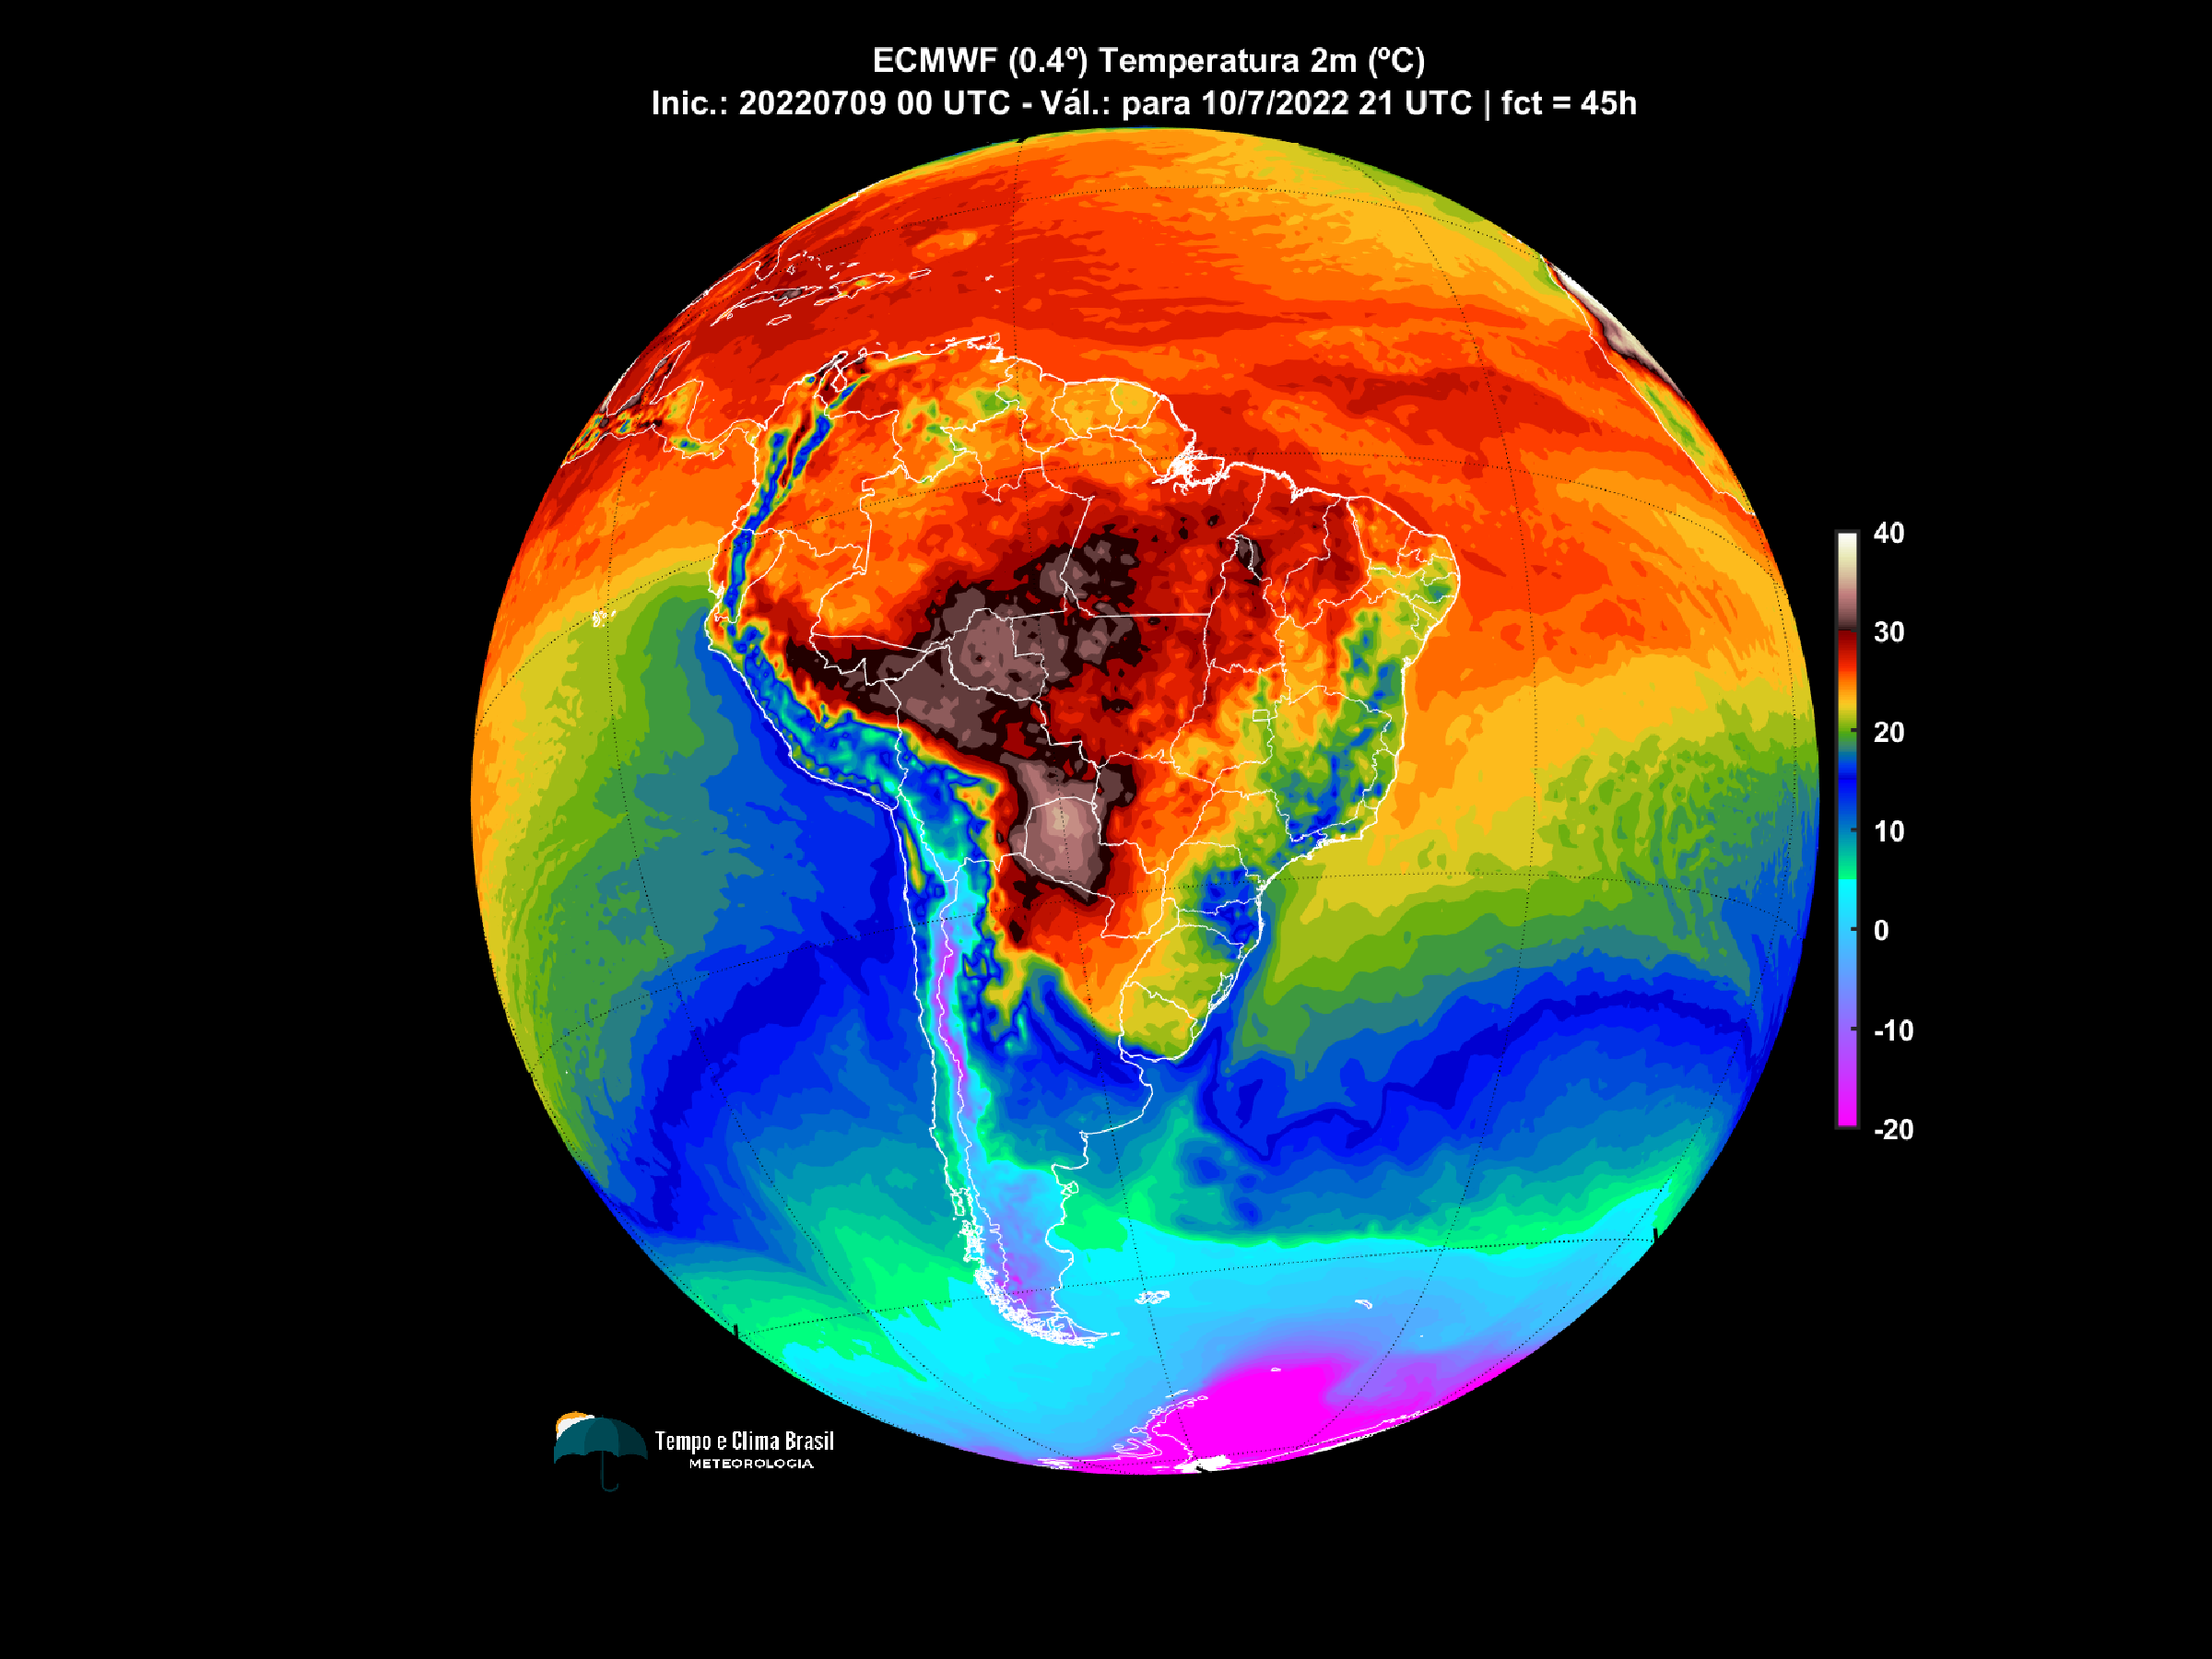 ECMWF (0.4º) Temperatura 2m (ºC)
Inic.: 20220709 00 UTC - Vál.: para 10/7/2022 21 UTC | fct = 45h
40
30
20
10
0
-10
-20
Tempo e Clima Brasil
METEOROLOGIA